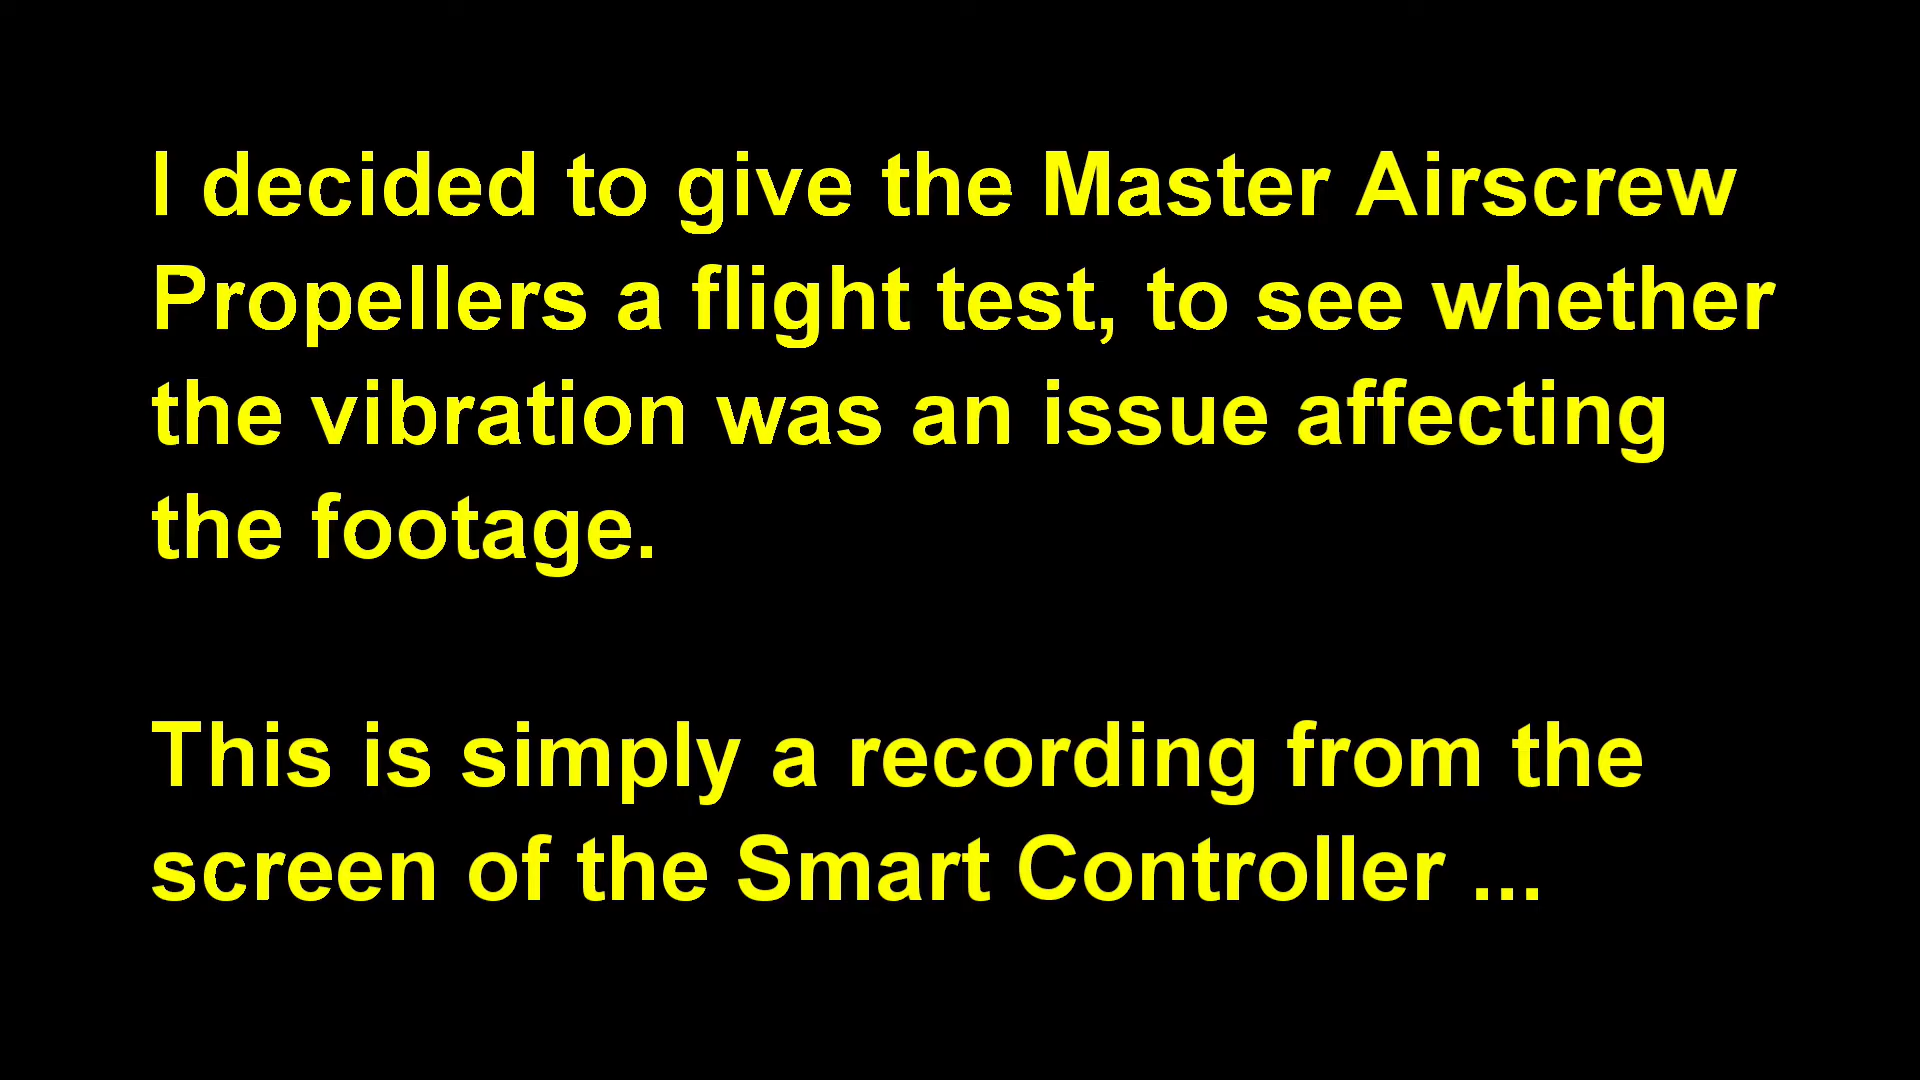 I decided to give the Master Airscrew
Propellers a flight test, to see whether
the vibration was an issue affecting
the footage.
This is simply a recording from the
screen of the Smart Controller ...